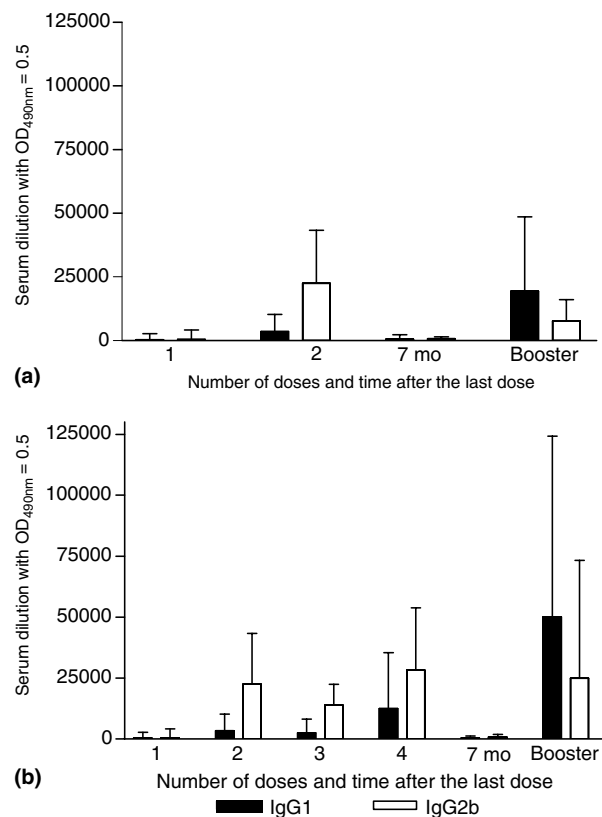 125000
100000
75000
50000
25000
0
Serum dilution with OD490nm = 0.5
1 2 7 mo Booster
(a)
Number of doses and time after the last dose
125000
100000
75000
50000
25000
0
Serum dilution with OD490nm = 0.5
1 2 3 4 7 mo Booster
(b)
Number of doses and time after the last dose
IgG1 IgG2b